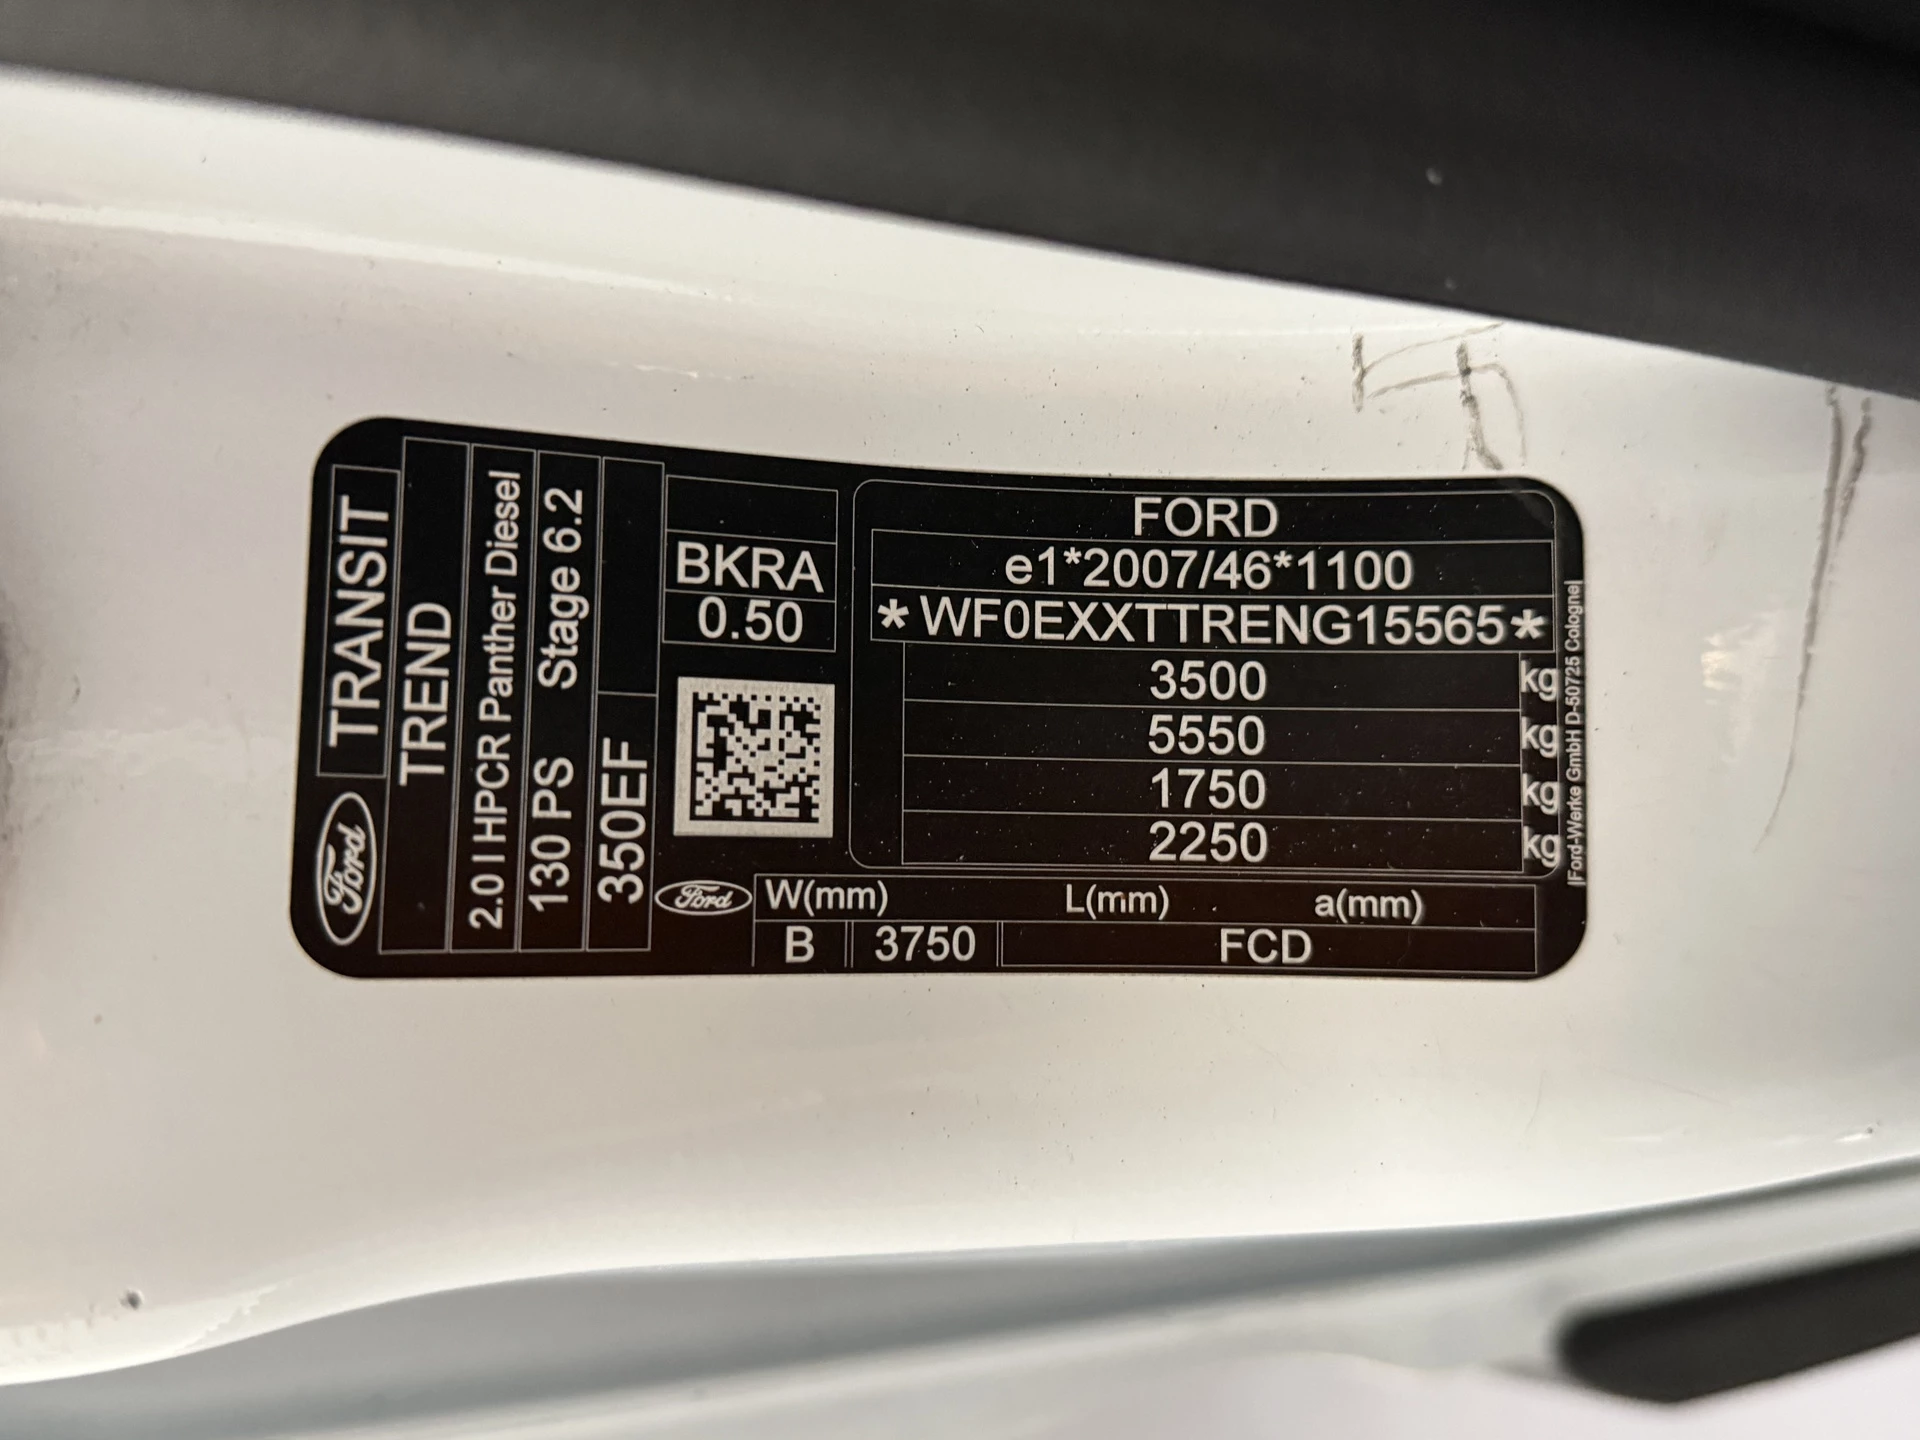 Ford
TRANSIT
TREND
2.0 l HPCR Panther Diesel
130 PS Stage 6.2
350EF
BKRA
0.50
FORD
e1*2007/46*1100
*WF0EXXTTRENG15565*
3500 kg
5550 kg
1750 kg
2250 kg
Ford
W(mm) L(mm) a(mm)
B 3750 FCD
|Ford-Werke GmbH D-50725 Cologne|